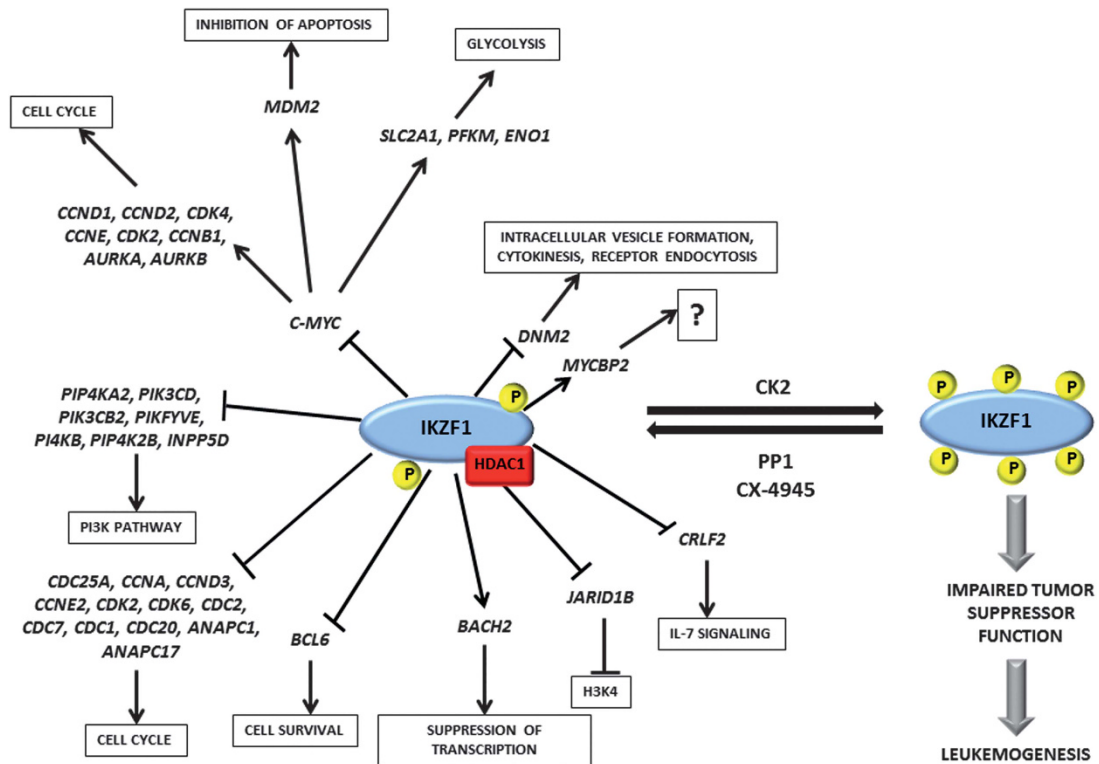 INHIBITION OF APOPTOSIS
GLYCOLYSIS
CELL CYCLE
MDM2
SLC2A1, PFKM, ENO1
CCND1, CCND2, CDK4,
CCNE, CDK2, CCNB1,
AURKA, AURKB
INTRACELLULAR VESICLE FORMATION,
CYTOKINESIS, RECEPTOR ENDOCYTOSIS
C-MYC
DNM2
?
MYCBP2
PIP4KA2, PIK3CD,
PIK3CB2, PIKFYVE,
PI4KB, PIP4K2B, INPP5D
PI3K PATHWAY
P
IKZF1
HDAC1
P
CK2
PP1
CX-4945
P
P
P
IKZF1
P
P
P
CRLF2
IL-7 SIGNALING
JARID1B
H3K4
CDC25A, CCNA, CCND3,
CCNE2, CDK2, CDK6, CDC2,
CDC7, CDC1, CDC20, ANAPC1,
ANAPC17
CELL CYCLE
BCL6
CELL SURVIVAL
BACH2
SUPPRESSION OF
TRANSCRIPTION
IMPAIRED TUMOR
SUPPRESSOR
FUNCTION
LEUKEMOGENESIS